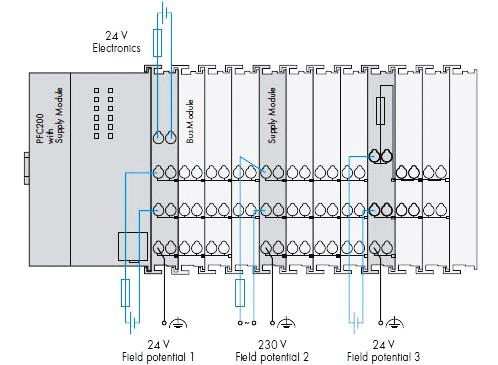 24 V
Electronics
PFC200
with
Supply Module
Bus Module
Supply Module
~
24 V
Field potential 1
230 V
Field potential 2
24 V
Field potential 3